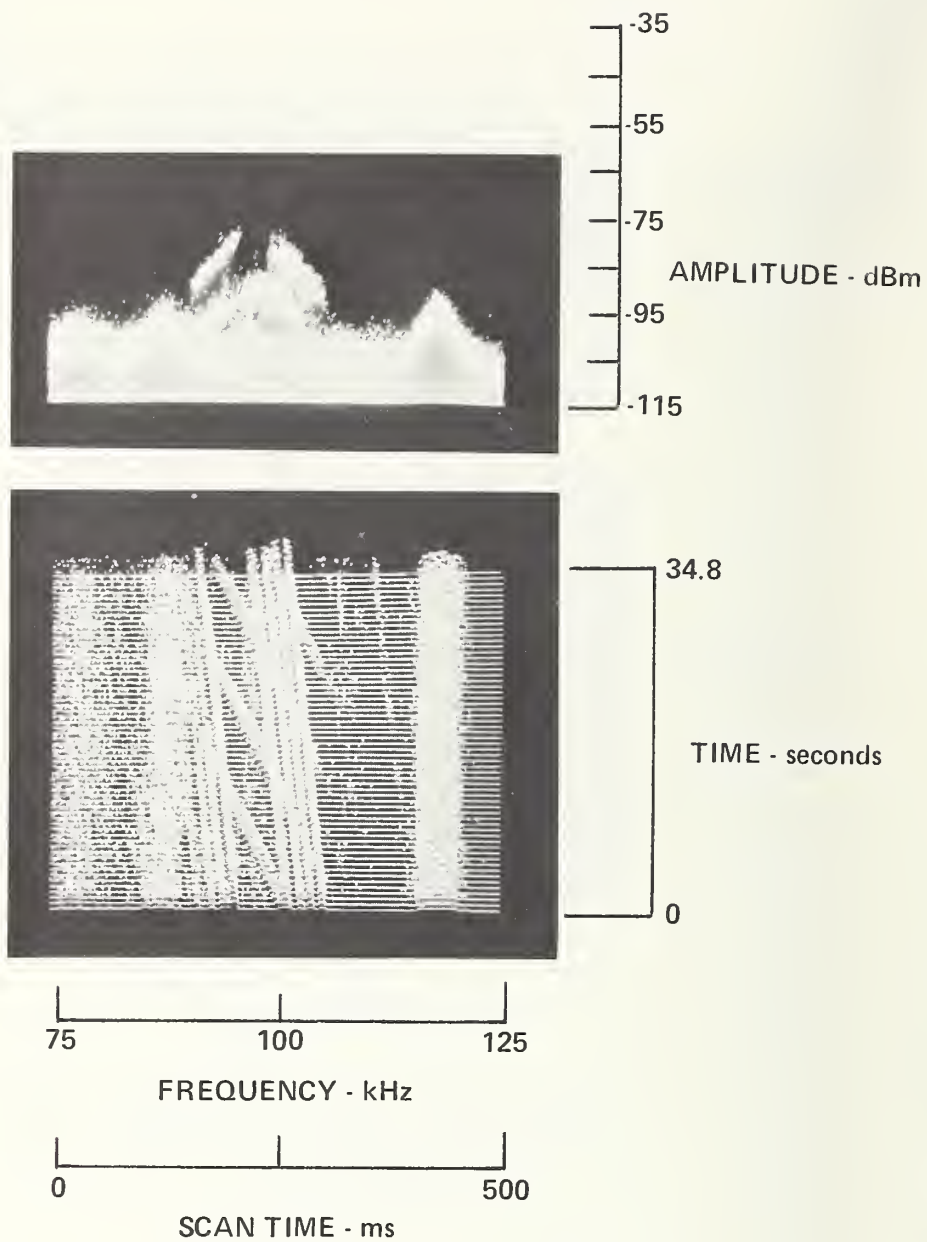 -35
-55
-75
AMPLITUDE - dBm
-95
-115
34.8
TIME - seconds
0
75 100 125
FREQUENCY - kHz
0 500
SCAN TIME - ms